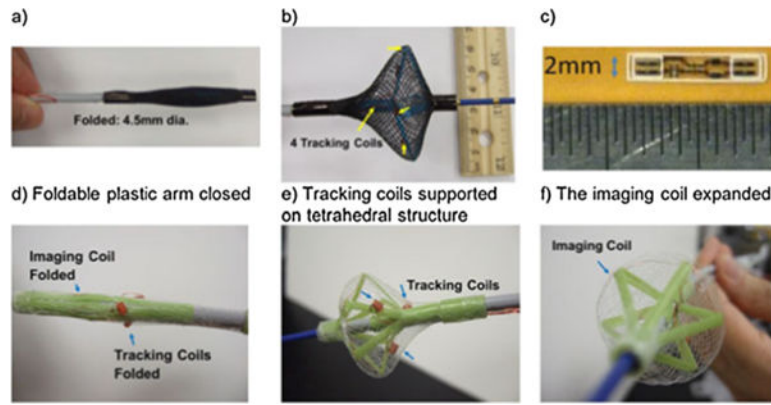 a)
b)
c)
Folded: 4.5mm dia.
4 Tracking Coils
2mm
d) Foldable plastic arm closed
e) Tracking coils supported
on tetrahedral structure
f) The imaging coil expanded
Imaging Coil
Folded
Tracking Coils
Folded
Tracking Coils
Imaging Coil